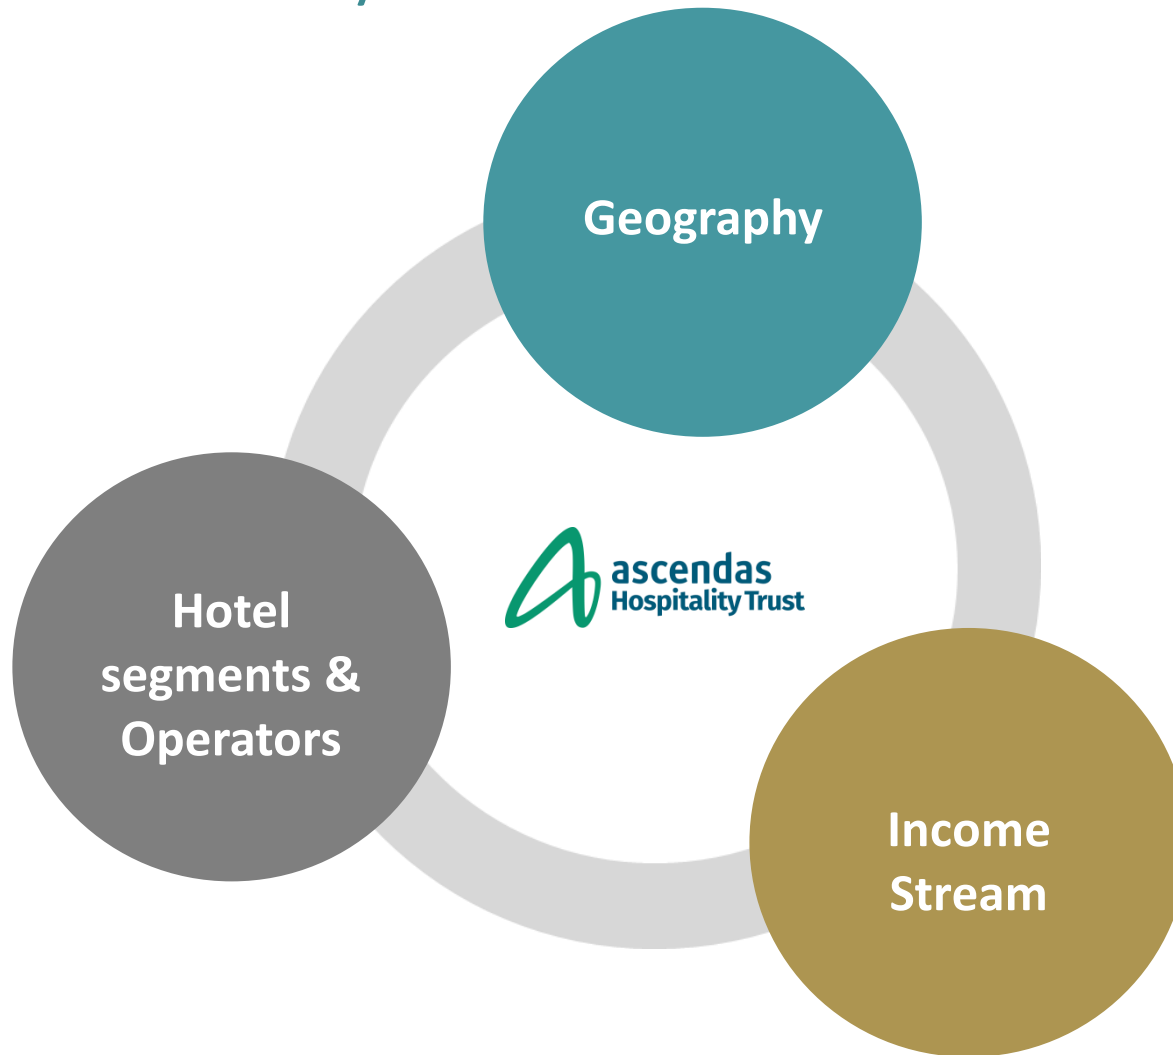 Geography
ascendas
Hospitality Trust
Hotel
segments &
Operators
Income
Stream